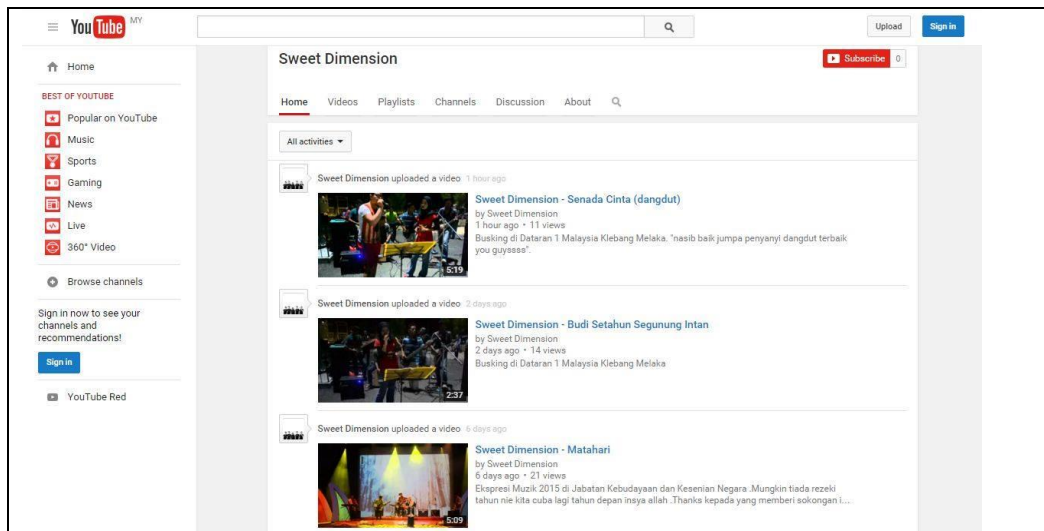 YouTube MY
Upload
Sign in
Home
BEST OF YOUTUBE
Popular on YouTube
Music
Sports
Gaming
News
Live
360° Video
Browse channels
Sign in now to see your
channels and
recommendations!
Sign in
YouTube Red
Sweet Dimension
Subscribe 0
Home Videos Playlists Channels Discussion About
All activities
Sweet Dimension uploaded a video 1 hour ago
Sweet Dimension - Senada Cinta (dangdut)
by Sweet Dimension
1 hour ago • 11 views
Busking di Dataran 1 Malaysia Klebang Melaka. "nasib baik jumpa penyanyi dangdut terbaik
you guyssss".
5:19
Sweet Dimension uploaded a video 2 days ago
Sweet Dimension - Budi Setahun Segunung Intan
by Sweet Dimension
2 days ago • 14 views
Busking di Dataran 1 Malaysia Klebang Melaka
2:37
Sweet Dimension uploaded a video 6 days ago
Sweet Dimension - Matahari
by Sweet Dimension
6 days ago • 21 views
Ekspresi Muzik 2015 di Jabatan Kebudayaan dan Kesenian Negara .Mungkin tiada rezeki
tahun nie kita cuba lagi tahun depan insya allah .Thanks kepada yang memberi sokongan i...
5:09